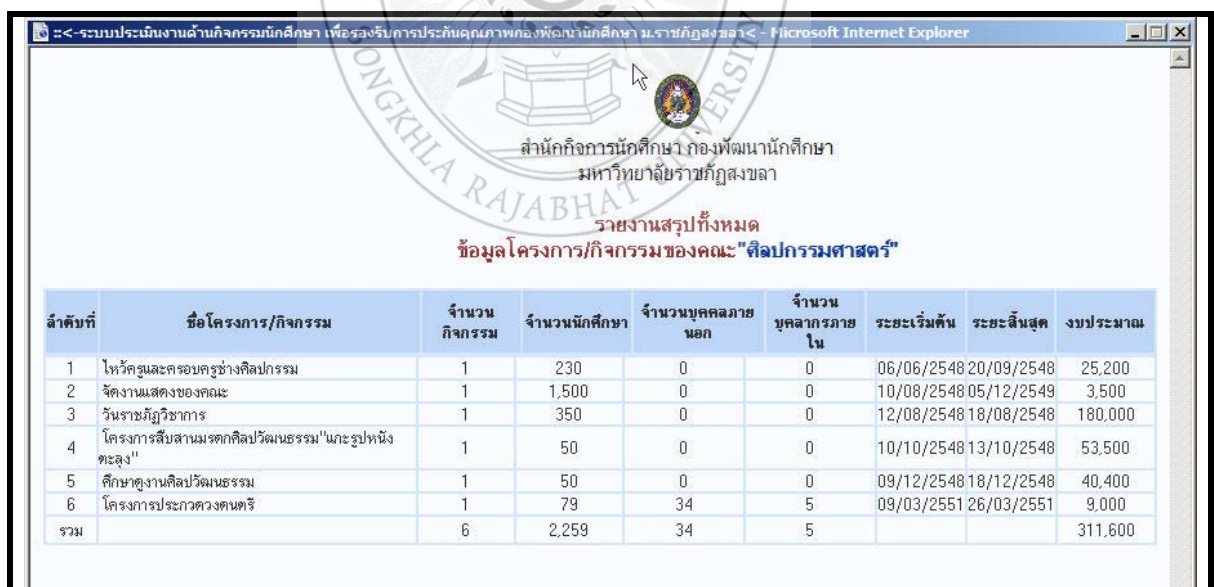 ::<-ระบบประเมินงานด้านกิจกรรมนักศึกษา เพื่อรองรับการประกันคุณภาพกองพัฒนานักศึกษา ม.ราชภัฏสงขลา< - Microsoft Internet Explorer
SONGKHLA RAJABHAT UNIVERSITY
สำนักกิจการนักศึกษา กองพัฒนานักศึกษา
มหาวิทยาลัยราชภัฏสงขลา
รายงานสรุปทั้งหมด
ข้อมูลโครงการ/กิจกรรมของคณะ"ศิลปกรรมศาสตร์"
ลำดับที่ ชื่อโครงการ/กิจกรรม จำนวนกิจกรรม จำนวนนักศึกษา จำนวนบุคคลภายนอก จำนวนบุคลากรภายใน ระยะเริ่มต้น ระยะสิ้นสุด งบประมาณ
1 ไหว้ครูและครอบครูช่างศิลปกรรม 1 230 0 0 06/06/2548 20/09/2548 25,200
2 จัดงานแสดงของคณะ 1 1,500 0 0 10/08/2548 05/12/2549 3,500
3 วันราชภัฏวิชาการ 1 350 0 0 12/08/2548 18/08/2548 180,000
4 โครงการสืบสานมรดกศิลปวัฒนธรรม"แกะรูปหนังตะลุง" 1 50 0 0 10/10/2548 13/10/2548 53,500
5 ศึกษาดูงานศิลปวัฒนธรรม 1 50 0 0 09/12/2548 18/12/2548 40,400
6 โครงการประกวดวงดนตรี 1 79 34 5 09/03/2551 26/03/2551 9,000
รวม 6 2,259 34 5 311,600